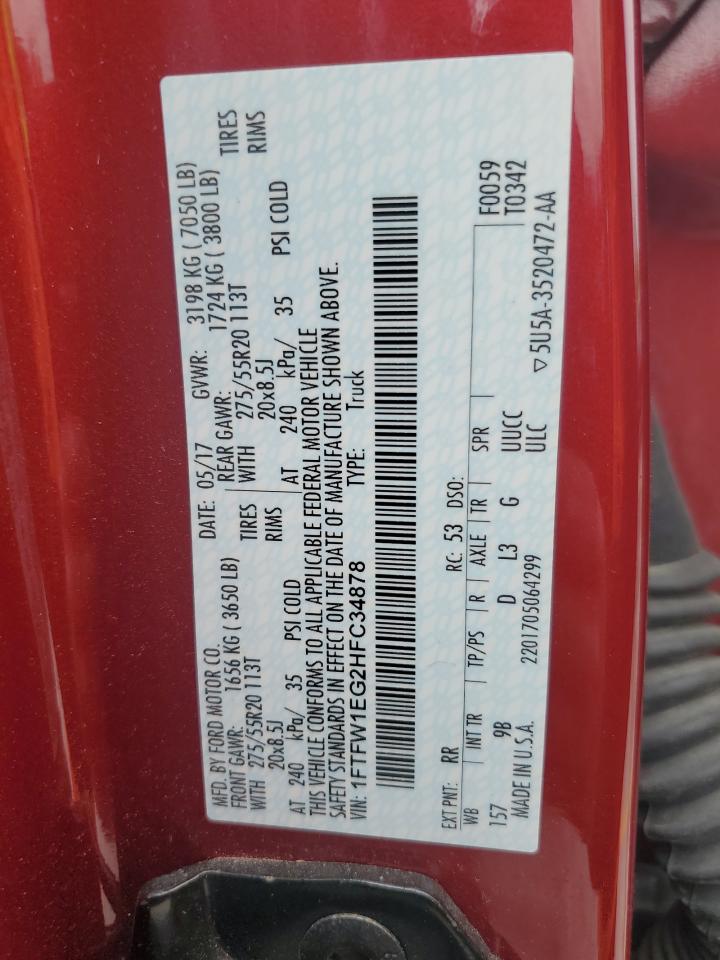 MFD. BY FORD MOTOR CO.
DATE: 05/17 GVWR: 3198 KG ( 7050 LB)
FRONT GAWR: 1656 KG ( 3650 LB)
REAR GAWR: 1724 KG ( 3800 LB)
WITH 275/55R20 113T TIRES
WITH 275/55R20 113T TIRES
20x8.5J RIMS
20x8.5J RIMS
AT 240 kPa/ 35 PSI COLD
AT 240 kPa/ 35 PSI COLD
THIS VEHICLE CONFORMS TO ALL APPLICABLE FEDERAL MOTOR VEHICLE
SAFETY STANDARDS IN EFFECT ON THE DATE OF MANUFACTURE SHOWN ABOVE.
VIN: 1FTFW1EG2HFC34878 TYPE: Truck
EXT PNT: RR RC: 53 DSO:
F0059
T0342
WB INT TR TP/PS R AXLE TR SPR
157 9B D L3 G UUCC
ULC
MADE IN U.S.A. 2201705064299
▽5U5A-3520472-AA